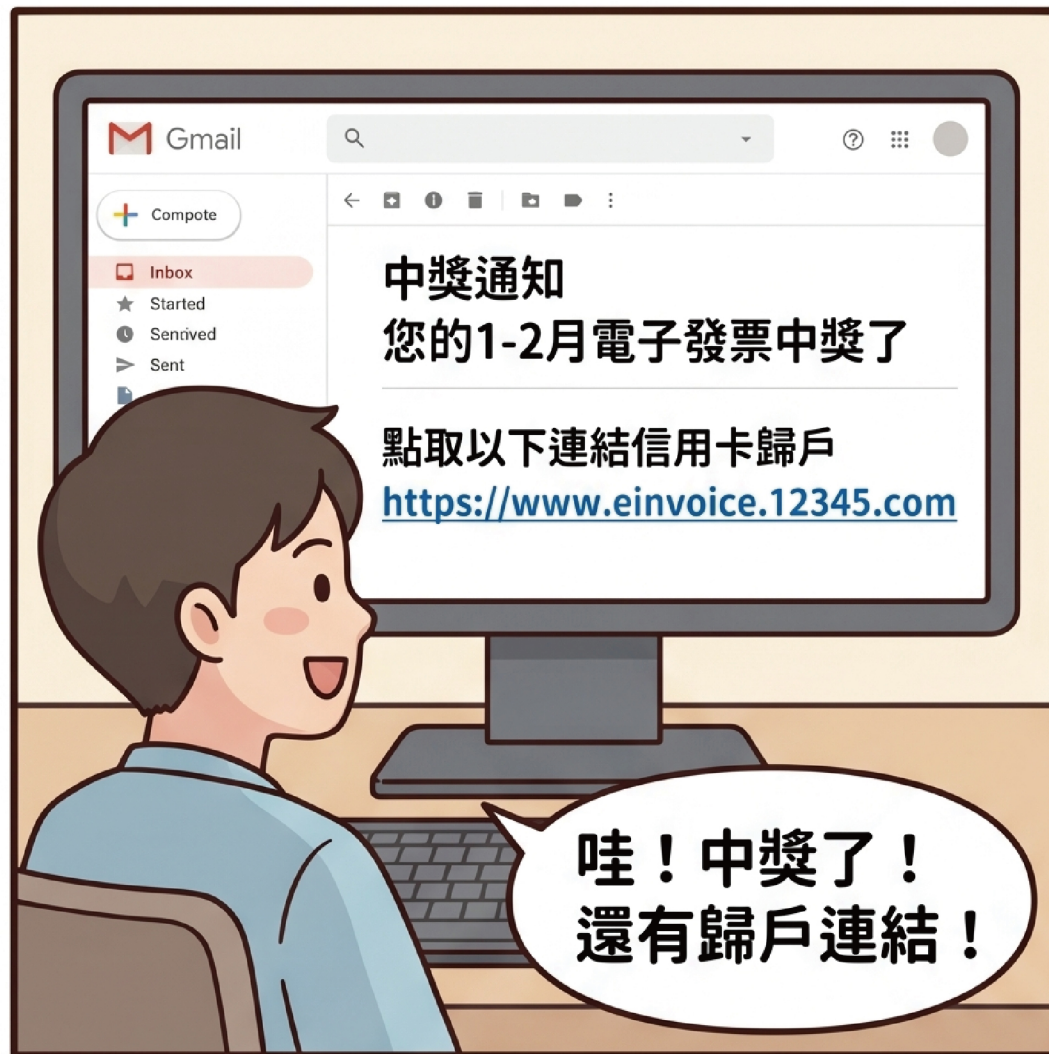 Gmail
Compote
Inbox
Started
Senrived
Sent
中獎通知
您的1-2月電子發票中獎了
點取以下連結信用卡歸戶
https://www.einvoice.12345.com
哇！中獎了！
還有歸戶連結！